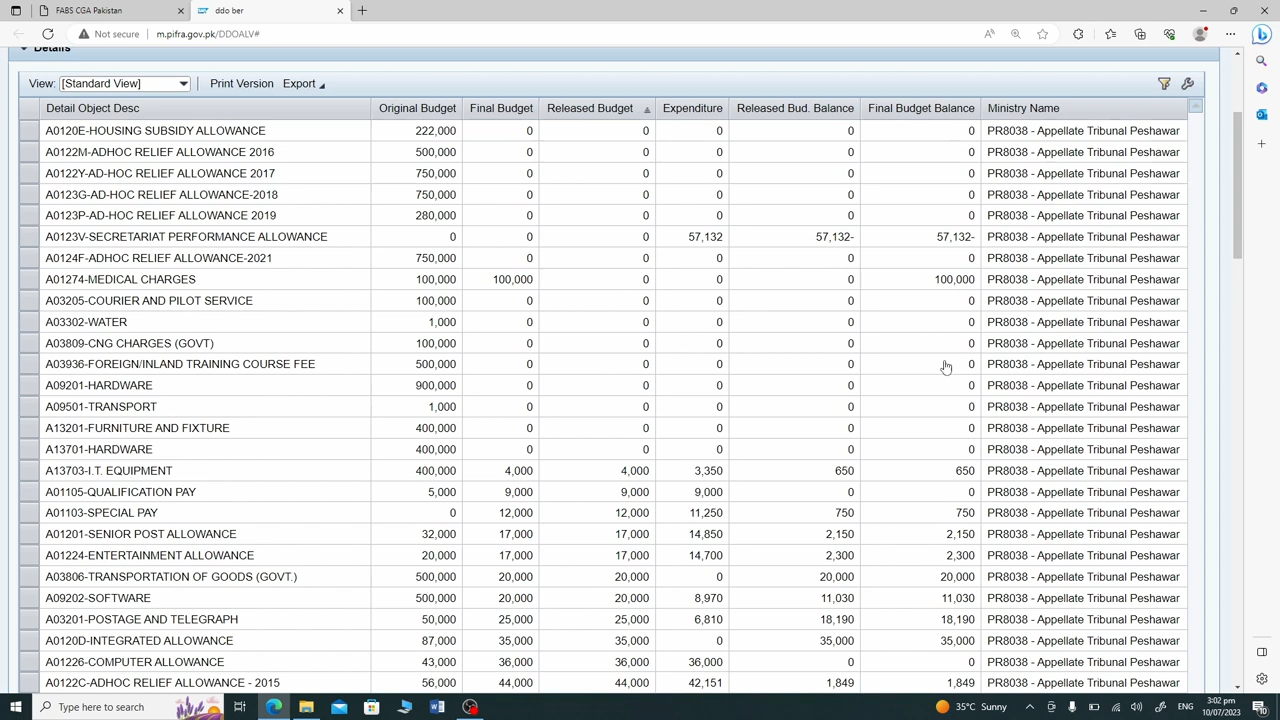 FABS CGA Pakistan
ddo ber
Not secure m.pifra.gov.pk/DDOALV#
Details
View: [Standard View] Print Version Export
Detail Object Desc Original Budget Final Budget Released Budget Expenditure Released Bud. Balance Final Budget Balance Ministry Name
A0120E-HOUSING SUBSIDY ALLOWANCE 222,000 0 0 0 0 0 PR8038 - Appellate Tribunal Peshawar
A0122M-ADHOC RELIEF ALLOWANCE 2016 500,000 0 0 0 0 0 PR8038 - Appellate Tribunal Peshawar
A0122Y-AD-HOC RELIEF ALLOWANCE 2017 750,000 0 0 0 0 0 PR8038 - Appellate Tribunal Peshawar
A0123G-AD-HOC RELIEF ALLOWANCE-2018 750,000 0 0 0 0 0 PR8038 - Appellate Tribunal Peshawar
A0123P-AD-HOC RELIEF ALLOWANCE 2019 280,000 0 0 0 0 0 PR8038 - Appellate Tribunal Peshawar
A0123V-SECRETARIAT PERFORMANCE ALLOWANCE 0 0 0 57,132 57,132- 57,132- PR8038 - Appellate Tribunal Peshawar
A0124F-ADHOC RELIEF ALLOWANCE-2021 750,000 0 0 0 0 0 PR8038 - Appellate Tribunal Peshawar
A01274-MEDICAL CHARGES 100,000 100,000 0 0 0 100,000 PR8038 - Appellate Tribunal Peshawar
A03205-COURIER AND PILOT SERVICE 100,000 0 0 0 0 0 PR8038 - Appellate Tribunal Peshawar
A03302-WATER 1,000 0 0 0 0 0 PR8038 - Appellate Tribunal Peshawar
A03809-CNG CHARGES (GOVT) 100,000 0 0 0 0 0 PR8038 - Appellate Tribunal Peshawar
A03936-FOREIGN/INLAND TRAINING COURSE FEE 500,000 0 0 0 0 0 PR8038 - Appellate Tribunal Peshawar
A09201-HARDWARE 900,000 0 0 0 0 0 PR8038 - Appellate Tribunal Peshawar
A09501-TRANSPORT 1,000 0 0 0 0 0 PR8038 - Appellate Tribunal Peshawar
A13201-FURNITURE AND FIXTURE 400,000 0 0 0 0 0 PR8038 - Appellate Tribunal Peshawar
A13701-HARDWARE 400,000 0 0 0 0 0 PR8038 - Appellate Tribunal Peshawar
A13703-I.T. EQUIPMENT 400,000 4,000 4,000 3,350 650 650 PR8038 - Appellate Tribunal Peshawar
A01105-QUALIFICATION PAY 5,000 9,000 9,000 9,000 0 0 PR8038 - Appellate Tribunal Peshawar
A01103-SPECIAL PAY 0 12,000 12,000 11,250 750 750 PR8038 - Appellate Tribunal Peshawar
A01201-SENIOR POST ALLOWANCE 32,000 17,000 17,000 14,850 2,150 2,150 PR8038 - Appellate Tribunal Peshawar
A01224-ENTERTAINMENT ALLOWANCE 20,000 17,000 17,000 14,700 2,300 2,300 PR8038 - Appellate Tribunal Peshawar
A03806-TRANSPORTATION OF GOODS (GOVT.) 500,000 20,000 20,000 0 20,000 20,000 PR8038 - Appellate Tribunal Peshawar
A09202-SOFTWARE 500,000 20,000 20,000 8,970 11,030 11,030 PR8038 - Appellate Tribunal Peshawar
A03201-POSTAGE AND TELEGRAPH 50,000 25,000 25,000 6,810 18,190 18,190 PR8038 - Appellate Tribunal Peshawar
A0120D-INTEGRATED ALLOWANCE 87,000 35,000 35,000 0 35,000 35,000 PR8038 - Appellate Tribunal Peshawar
A01226-COMPUTER ALLOWANCE 43,000 36,000 36,000 36,000 0 0 PR8038 - Appellate Tribunal Peshawar
A0122C-ADHOC RELIEF ALLOWANCE - 2015 56,000 44,000 44,000 42,151 1,849 1,849 PR8038 - Appellate Tribunal Peshawar
Type here to search 35°C Sunny ENG 3:02 pm
10/07/2023